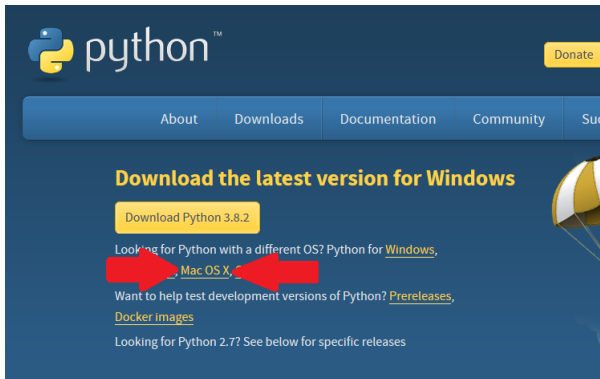 python™
Donate
About Downloads Documentation Community
Download the latest version for Windows
Download Python 3.8.2
Looking for Python with a different OS? Python for Windows,
, Mac OS X,
Want to help test development versions of Python? Prereleases,
Docker images
Looking for Python 2.7? See below for specific releases